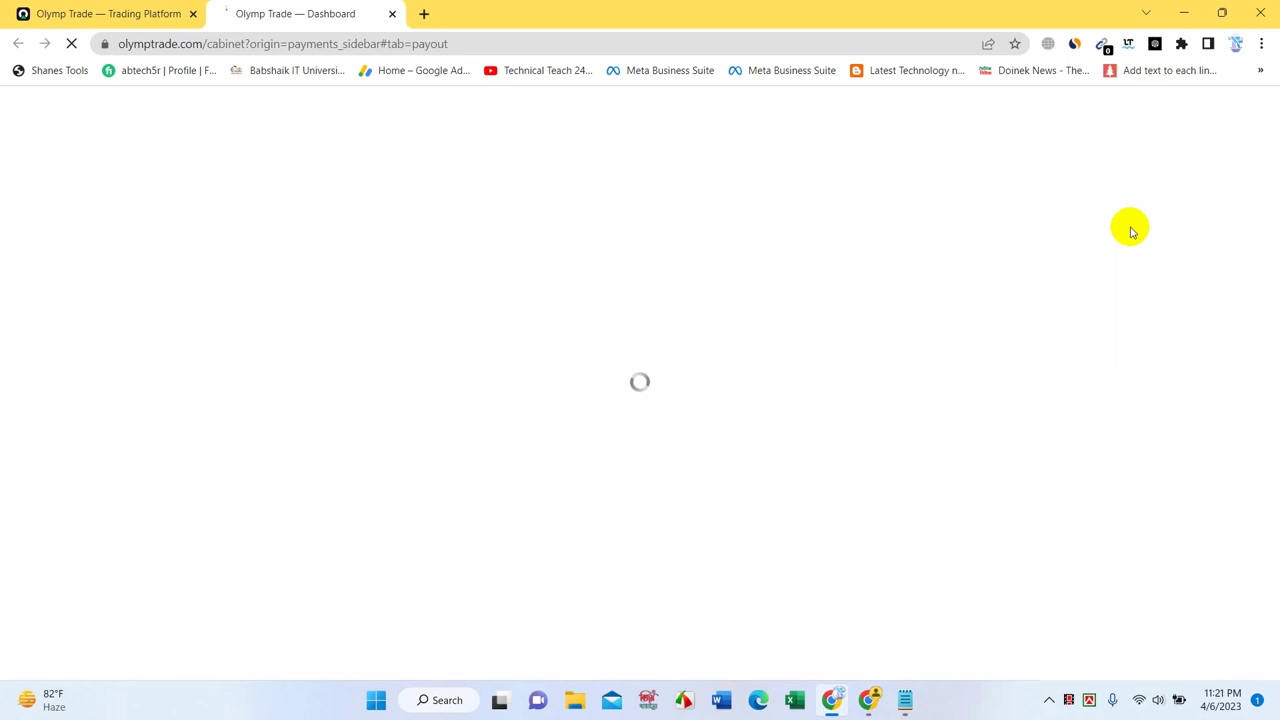 Olymp Trade — Trading Platform
Olymp Trade — Dashboard
olymptrade.com/cabinet?origin=payments_sidebar#tab=payout
0
Shanes Tools
abtech5r | Profile | F...
Babshaik IT Universi...
Home – Google Ad...
Technical Teach 24...
Meta Business Suite
Meta Business Suite
Latest Technology n...
Doinek News - The...
Add text to each lin...
»
82°F
Haze
Search
11:21 PM
4/6/2023
1